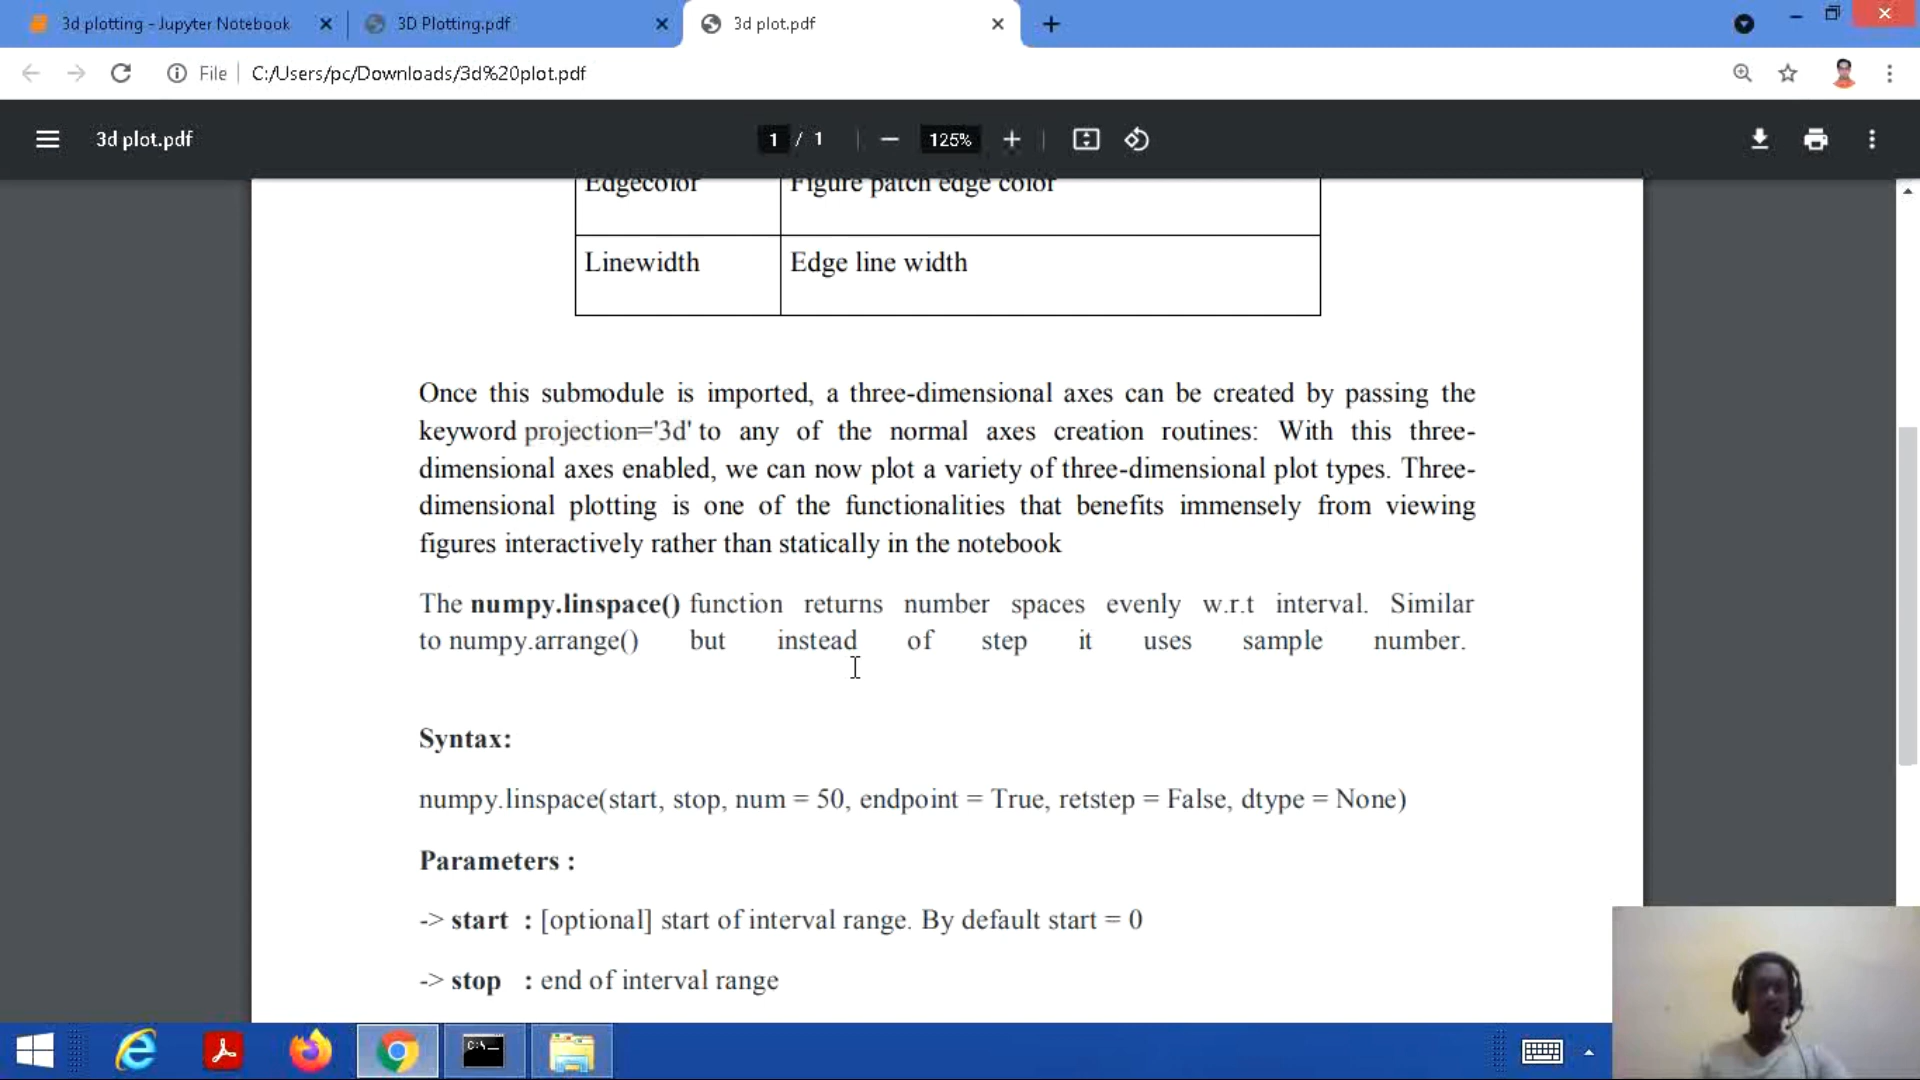 3d plotting - Jupyter Notebook
3D Plotting.pdf
3d plot.pdf
File
C:/Users/pc/Downloads/3d%20plot.pdf
3d plot.pdf
1 / 1
125%
Edgecolor Figure patch edge color
Linewidth Edge line width
Once this submodule is imported, a three-dimensional axes can be created by passing the
keyword projection='3d' to any of the normal axes creation routines: With this three-
dimensional axes enabled, we can now plot a variety of three-dimensional plot types. Three-
dimensional plotting is one of the functionalities that benefits immensely from viewing
figures interactively rather than statically in the notebook
The numpy.linspace() function returns number spaces evenly w.r.t interval. Similar
to numpy.arrange() but instead of step it uses sample number.
Syntax:
numpy.linspace(start, stop, num = 50, endpoint = True, retstep = False, dtype = None)
Parameters :
-> start : [optional] start of interval range. By default start = 0
-> stop : end of interval range
C:\_